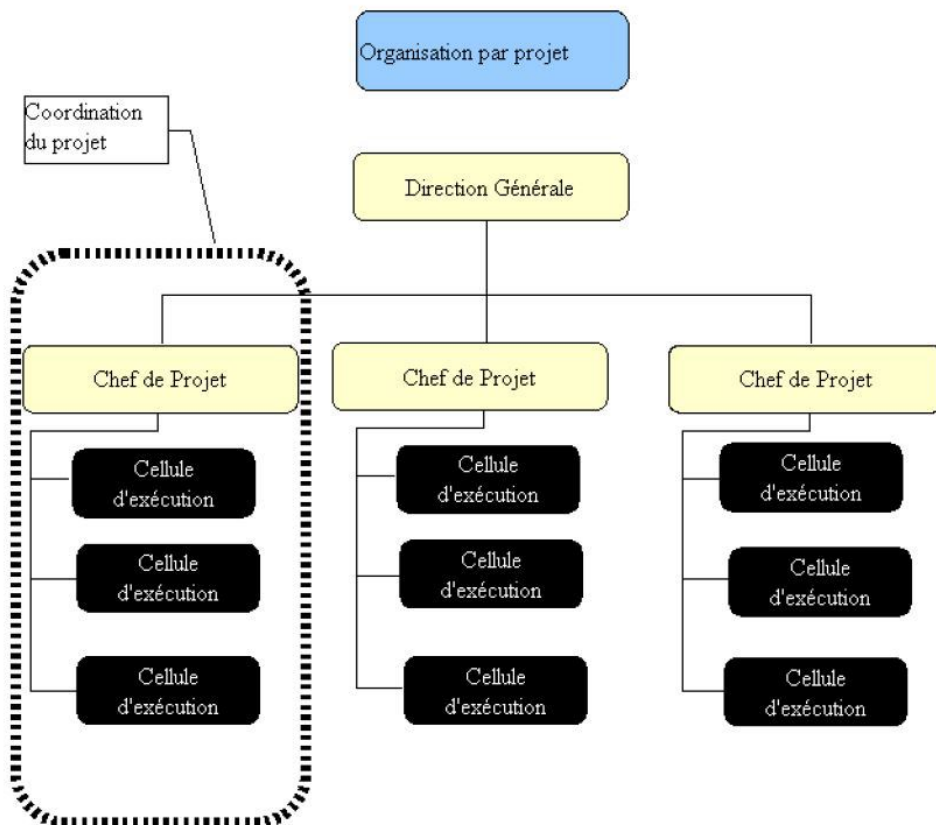 Organisation par projet
Coordination
du projet
Direction Générale
Chef de Projet
Chef de Projet
Chef de Projet
Cellule
d'exécution
Cellule
d'exécution
Cellule
d'exécution
Cellule
d'exécution
Cellule
d'exécution
Cellule
d'exécution
Cellule
d'exécution
Cellule
d'exécution
Cellule
d'exécution